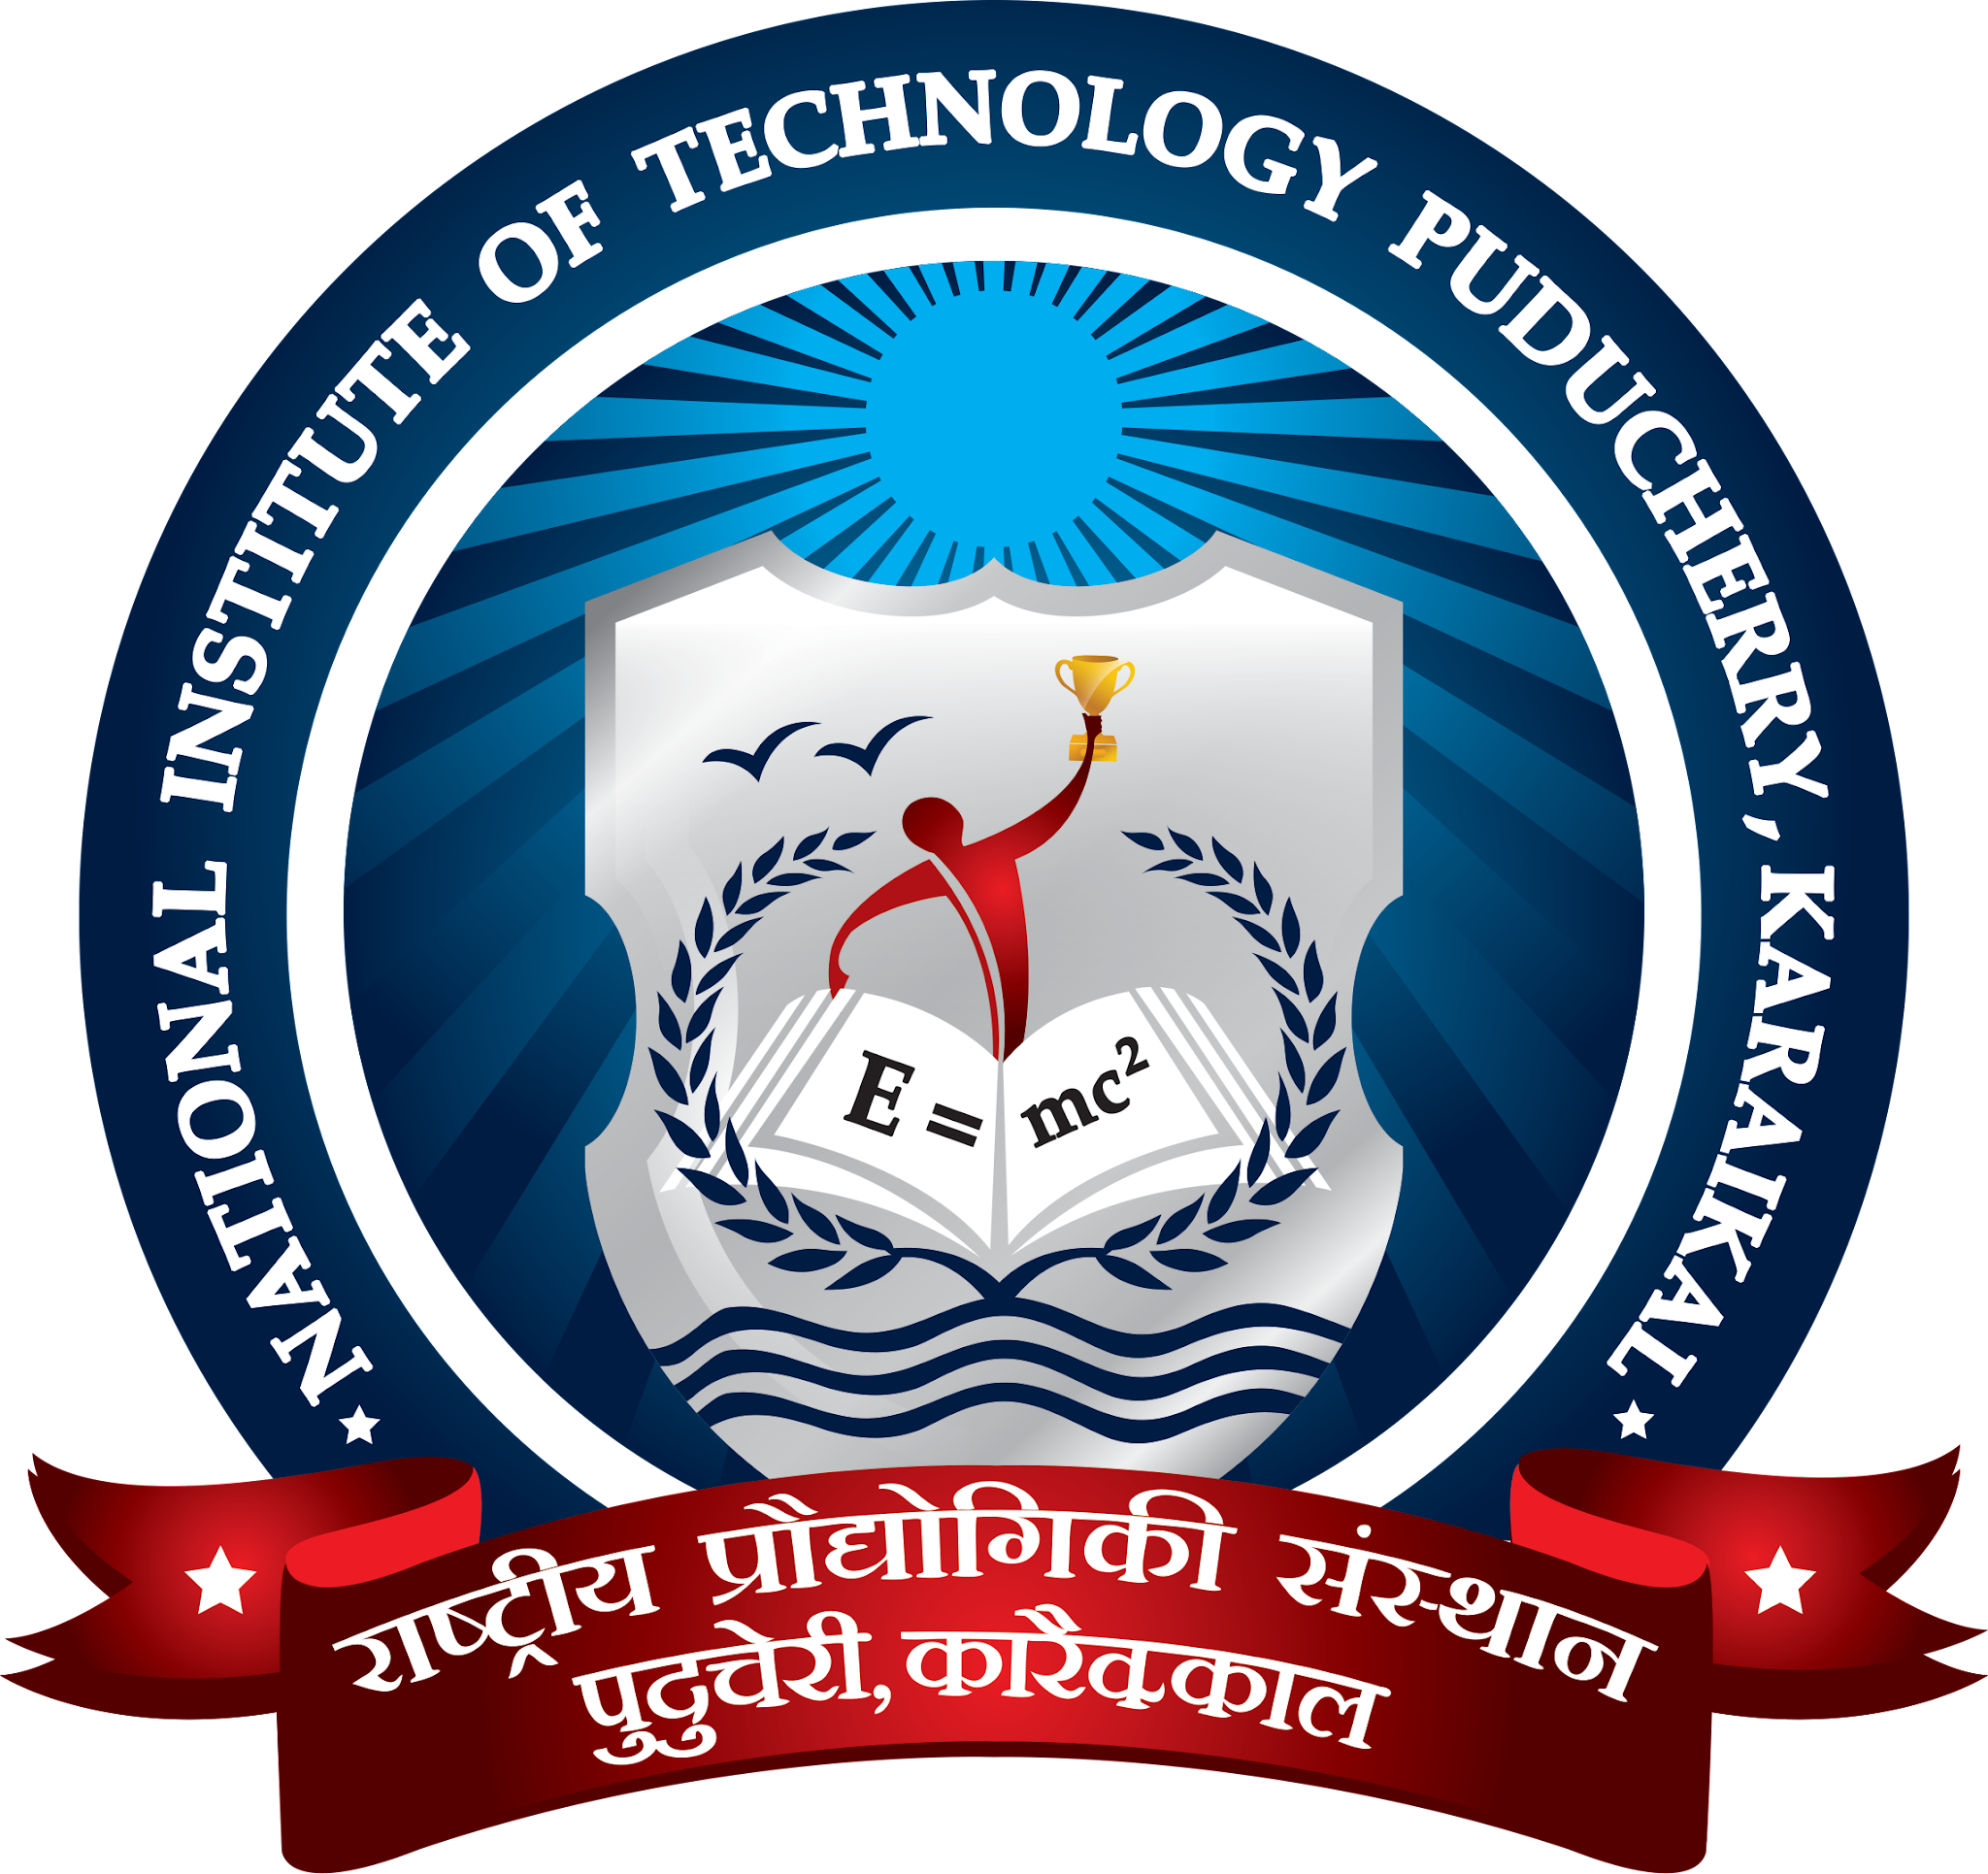 NATIONAL INSTITUTE OF TECHNOLOGY PUDUCHERRY, KARAIKAL
E = mc²
राष्ट्रीय प्रौद्योगिकी संस्थान
पुदुच्चेरी, कारैक्काल